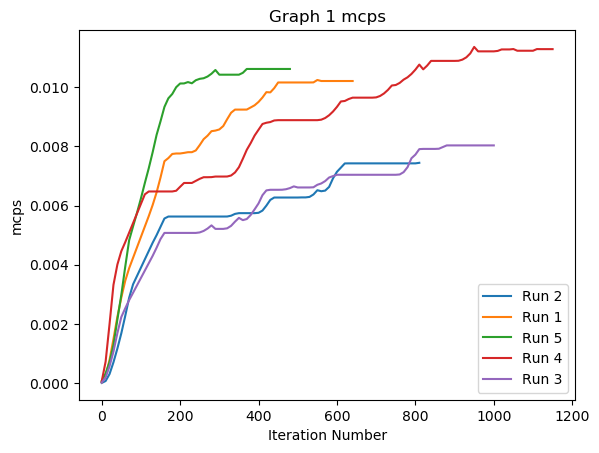 Graph 1 mcps
mcps
0.010
0.008
0.006
0.004
0.002
0.000
Run 2
Run 1
Run 5
Run 4
Run 3
0 200 400 600 800 1000 1200
Iteration Number